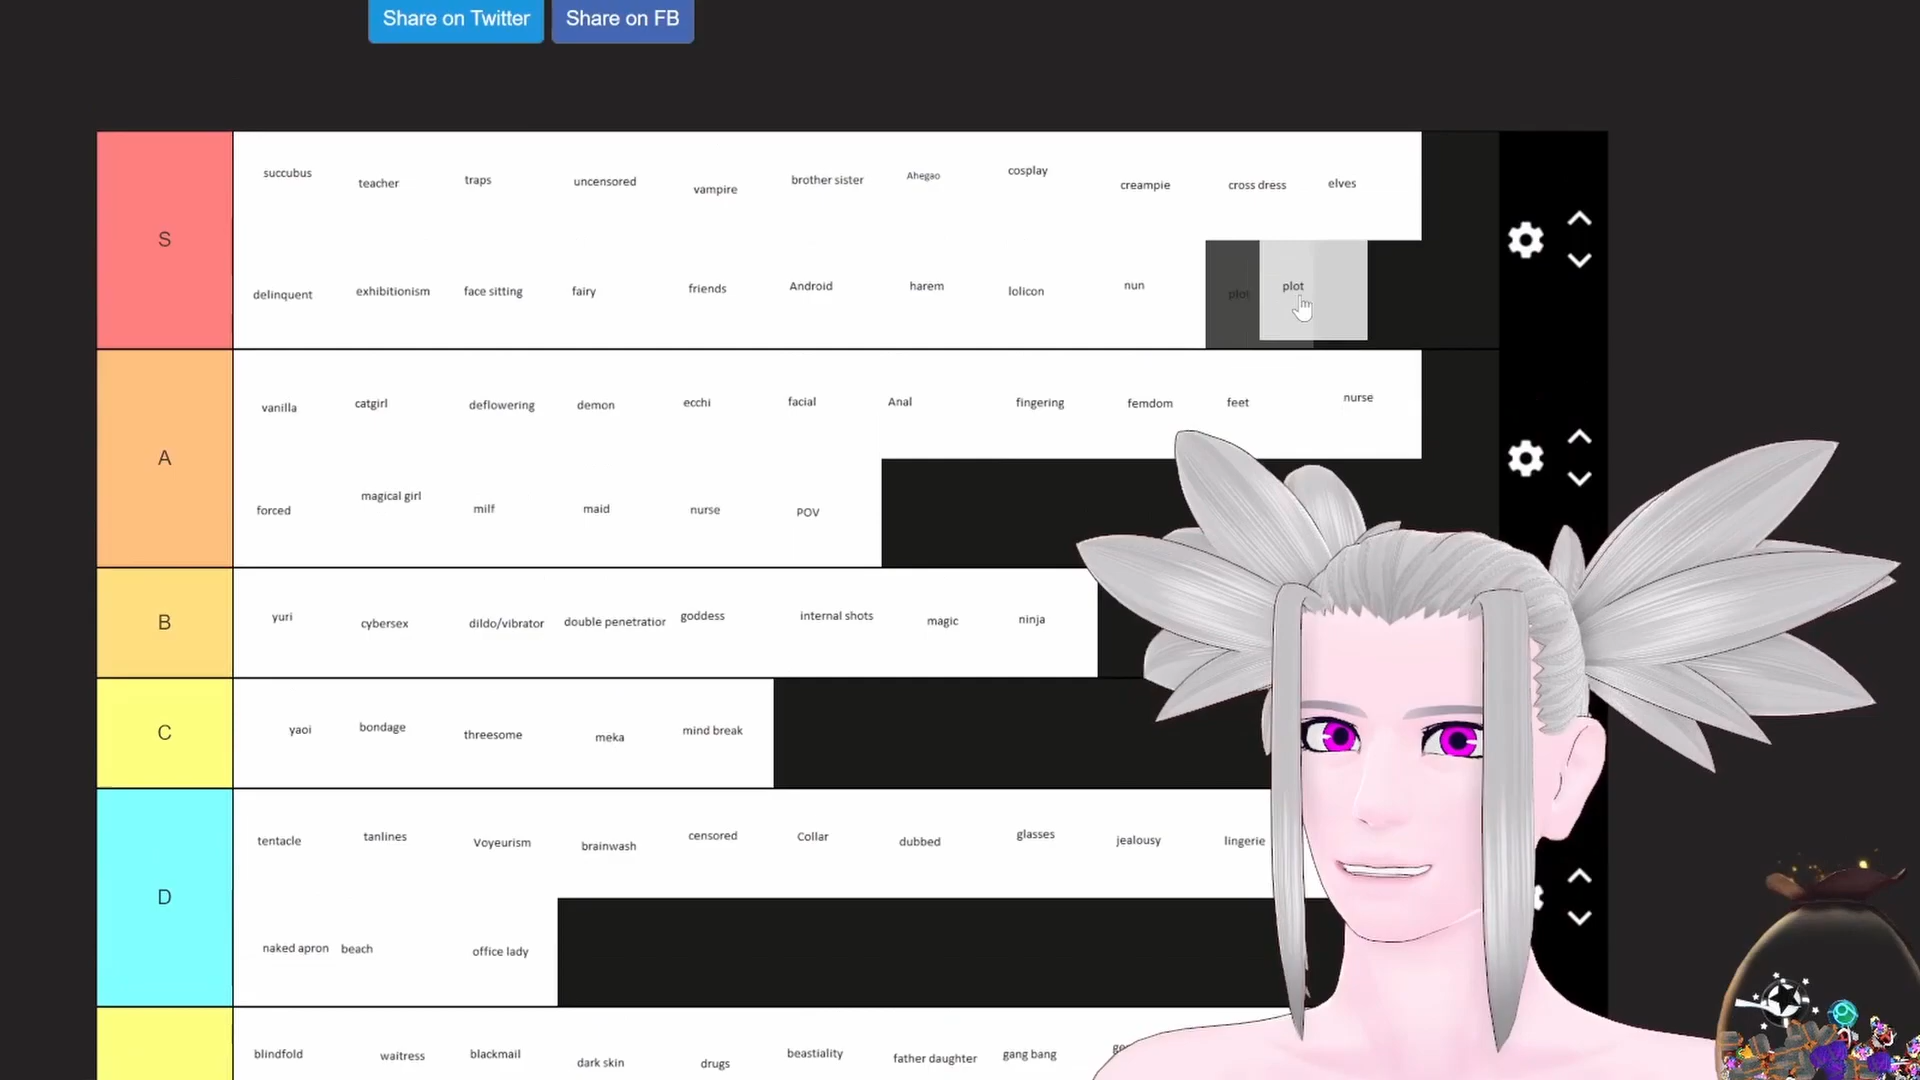 Share on Twitter Share on FB
S
succubus teacher traps uncensored vampire brother sister Ahegao cosplay creampie cross dress elves
delinquent exhibitionism face sitting fairy friends Android harem lolicon nun plot plot
A
vanilla catgirl deflowering demon ecchi facial Anal fingering femdom feet nurse
forced magical girl milf maid nurse POV
B
yuri cybersex dildo/vibrator double penetratior goddess internal shots magic ninja
C
yaoi bondage threesome meka mind break
D
tentacle tanlines Voyeurism brainwash censored Collar dubbed glasses jealousy lingerie
naked apron beach office lady
blindfold waitress blackmail dark skin drugs beastiality father daughter gang bang